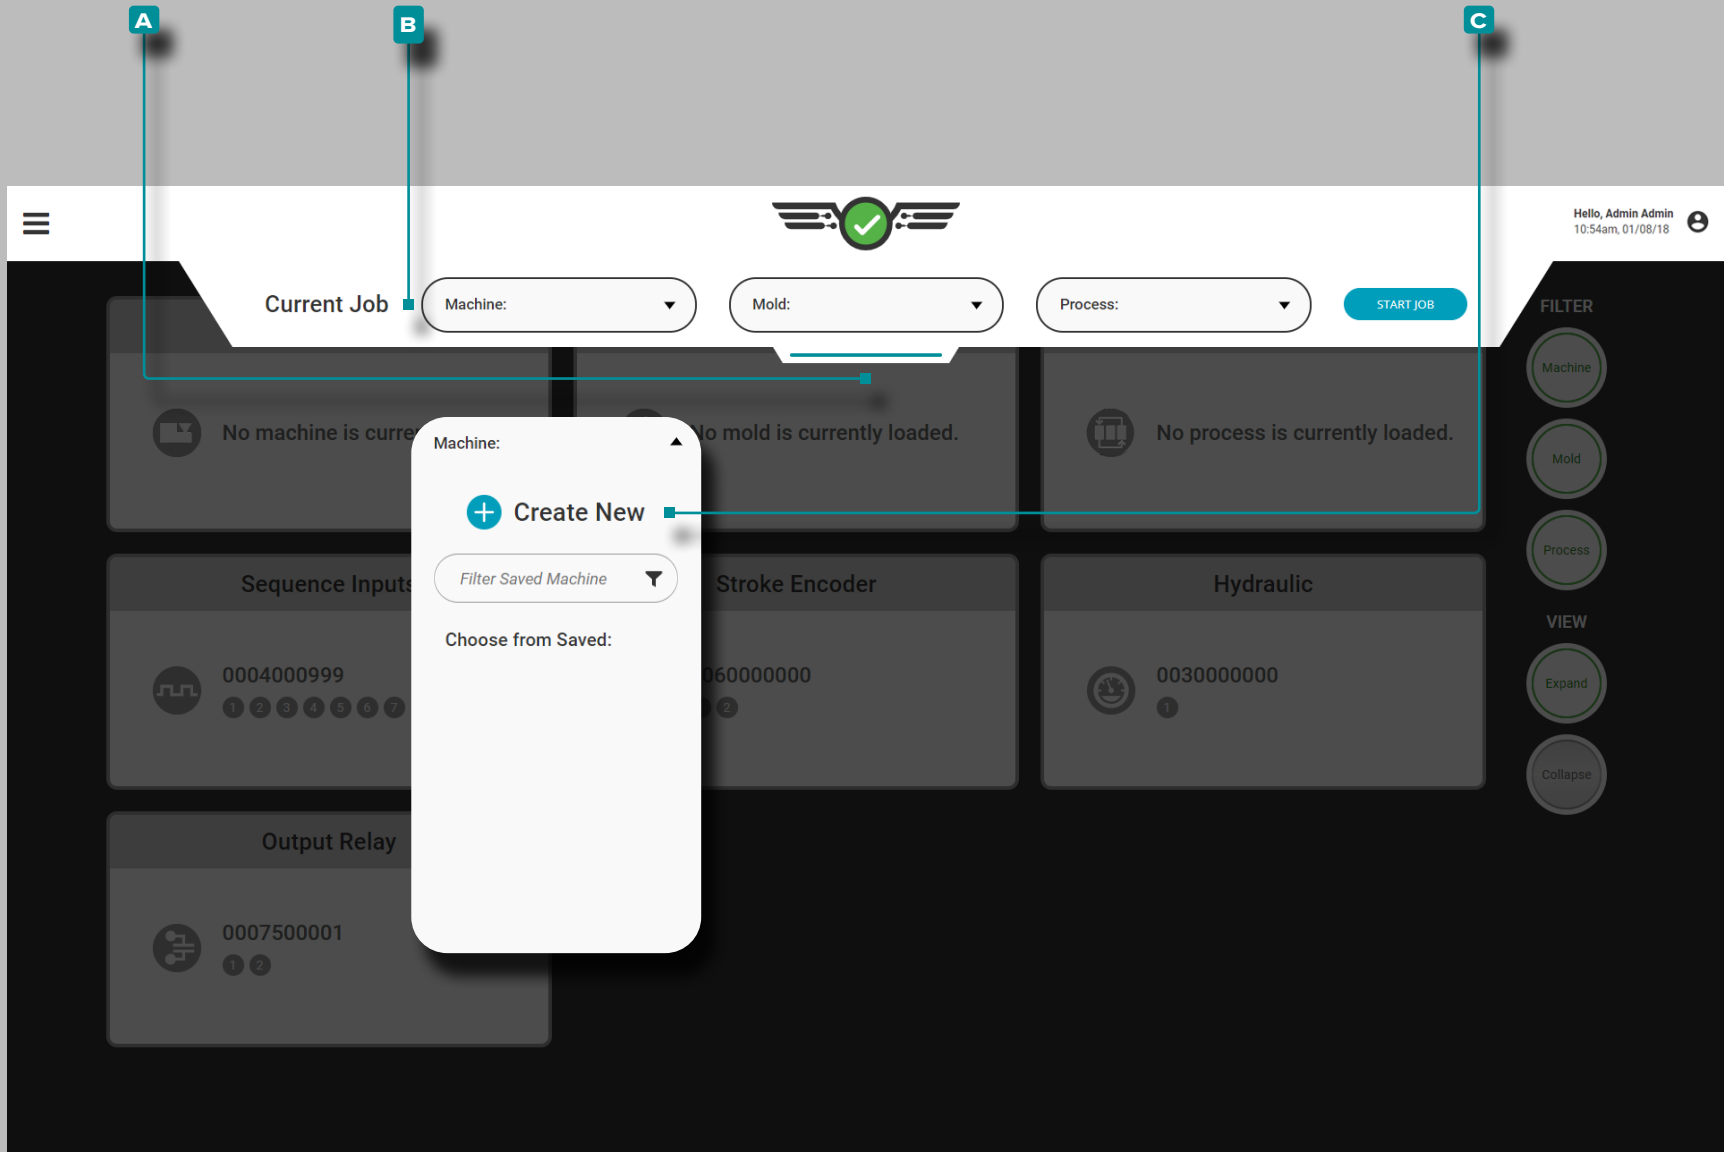 A
B
C
Hello, Admin Admin
10:54am, 01/08/18
Current Job
Machine:
Mold:
Process:
START JOB
FILTER
Machine
Mold
Process
VIEW
Expand
Collapse
No machine is curre
No mold is currently loaded.
No process is currently loaded.
Machine:
Create New
Filter Saved Machine
Choose from Saved:
Sequence Inputs
0004000999
1 2 3 4 5 6 7
Stroke Encoder
060000000
2
Hydraulic
0030000000
1
Output Relay
0007500001
1 2